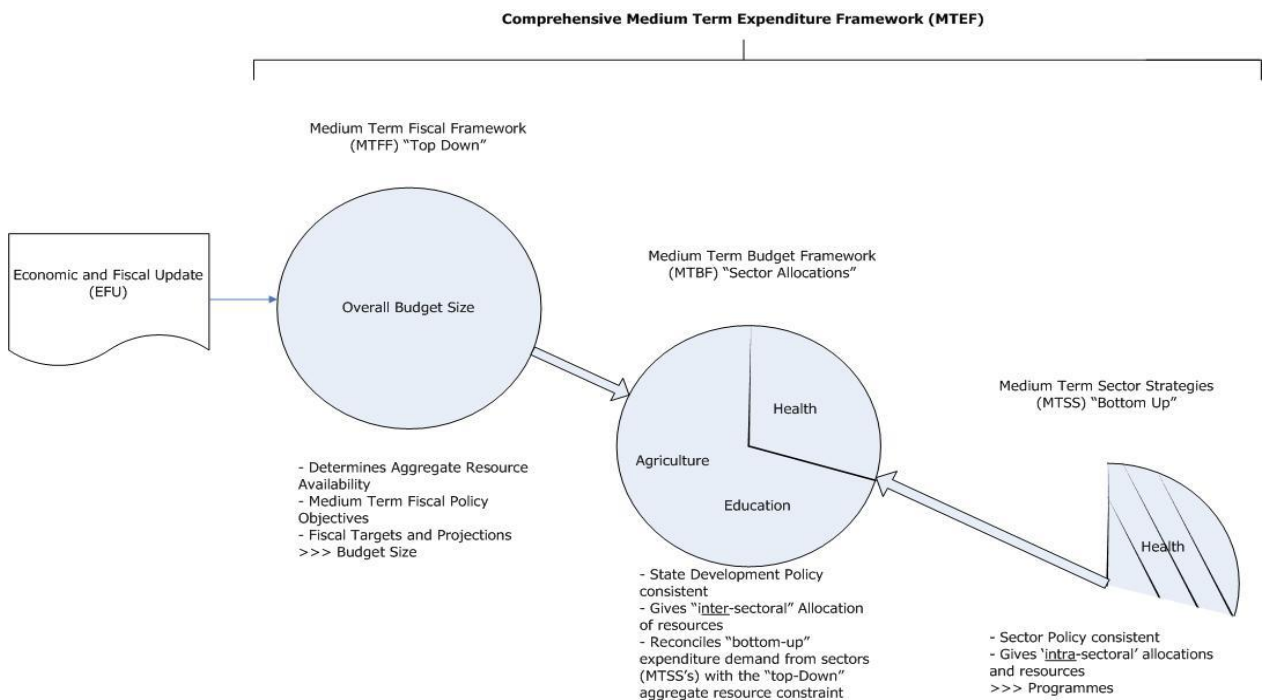 Comprehensive Medium Term Expenditure Framework (MTEF)
Medium Term Fiscal Framework
(MTFF) “Top Down”
Economic and Fiscal Update
(EFU)
Overall Budget Size
- Determines Aggregate Resource
Availability
- Medium Term Fiscal Policy
Objectives
- Fiscal Targets and Projections
>>> Budget Size
Medium Term Budget Framework
(MTBF) “Sector Allocations”
Health
Agriculture
Education
- State Development Policy
consistent
- Gives “inter-sectoral” Allocation
of resources
- Reconciles “bottom-up”
expenditure demand from sectors
(MTSS’s) with the “top-Down”
aggregate resource constraint
Medium Term Sector Strategies
(MTSS) “Bottom Up”
Health
- Sector Policy consistent
- Gives ‘intra-sectoral’ allocations
and resources
>>> Programmes